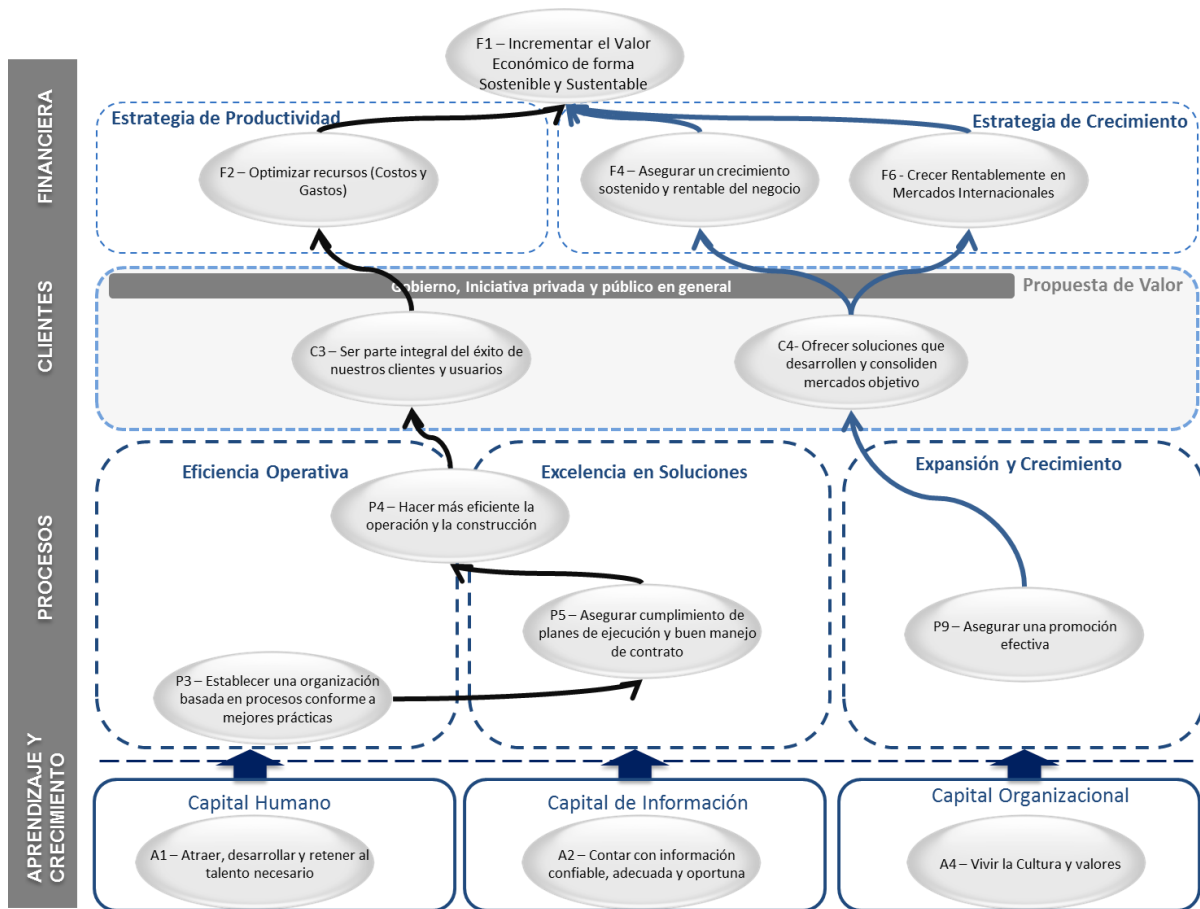 F1 – Incrementar el Valor
Económico de forma
Sostenible y Sustentable
FINANCIERA
Estrategia de Productividad
Estrategia de Crecimiento
F2 – Optimizar recursos (Costos y
Gastos)
F4 – Asegurar un crecimiento
sostenido y rentable del negocio
F6 - Crecer Rentablemente en
Mercados Internacionales
CLIENTES
Gobierno, Iniciativa privada y público en general
Propuesta de Valor
C3 – Ser parte integral del éxito de
nuestros clientes y usuarios
C4- Ofrecer soluciones que
desarrollen y consoliden
mercados objetivo
PROCESOS
Eficiencia Operativa
Excelencia en Soluciones
Expansión y Crecimiento
P4 – Hacer más eficiente la
operación y la construcción
P5 – Asegurar cumplimiento de
planes de ejecución y buen manejo
de contrato
P9 – Asegurar una promoción
efectiva
P3 – Establecer una organización
basada en procesos conforme a
mejores prácticas
APRENDIZAJE Y
CRECIMIENTO
Capital Humano
Capital de Información
Capital Organizacional
A1 – Atraer, desarrollar y retener al
talento necesario
A2 – Contar con información
confiable, adecuada y oportuna
A4 – Vivir la Cultura y valores